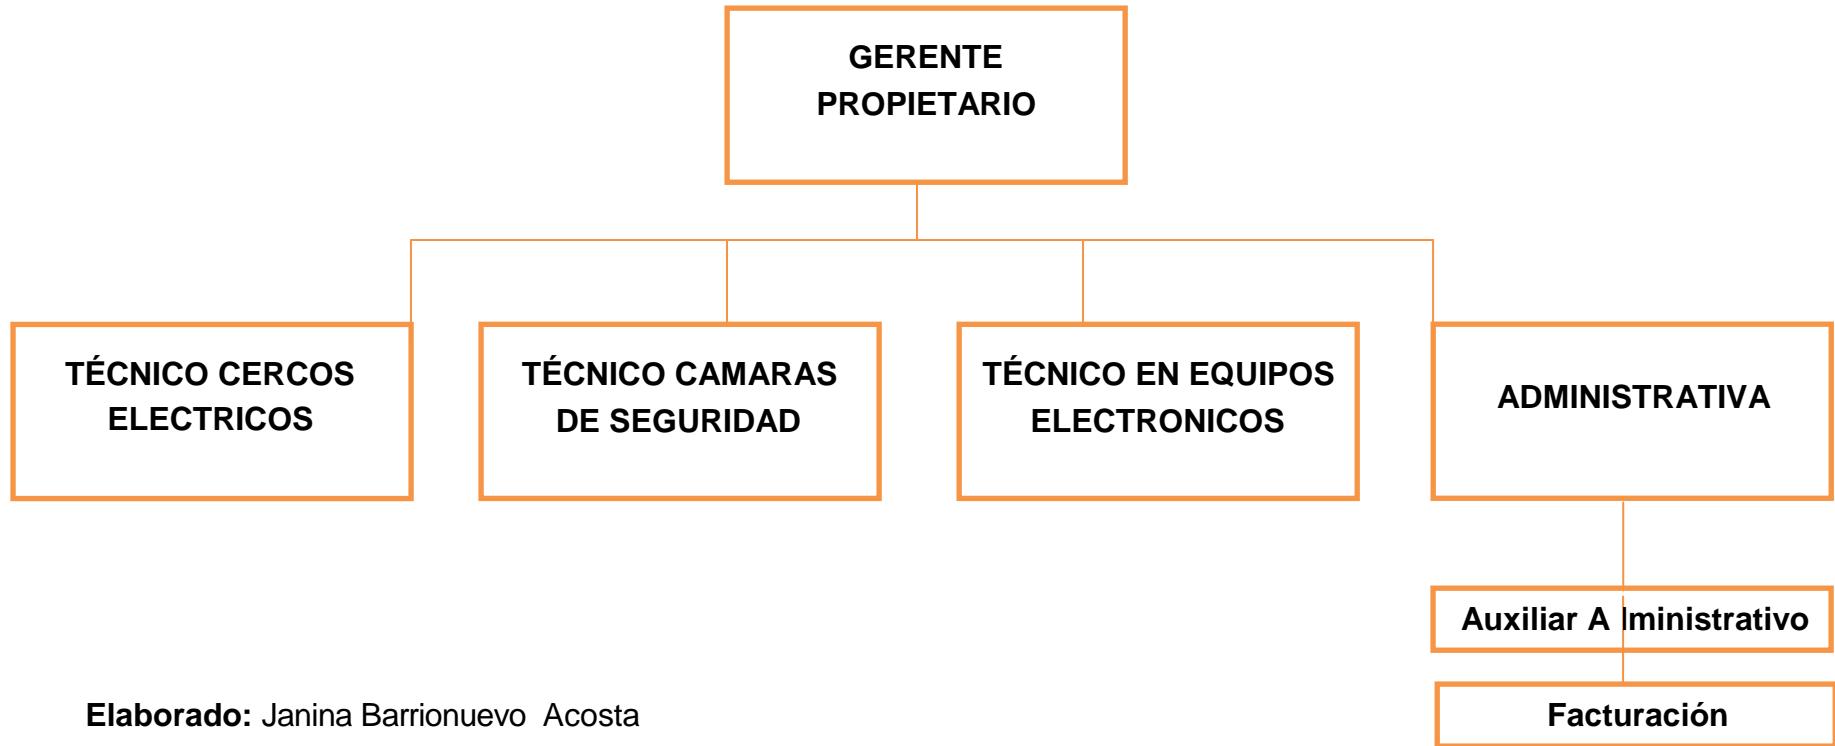 GERENTE
PROPIETARIO
TÉCNICO CERCOS
ELECTRICOS
TÉCNICO CAMARAS
DE SEGURIDAD
TÉCNICO EN EQUIPOS
ELECTRONICOS
ADMINISTRATIVA
Auxiliar A lministrativo
Facturación
Elaborado: Janina Barrionuevo Acosta